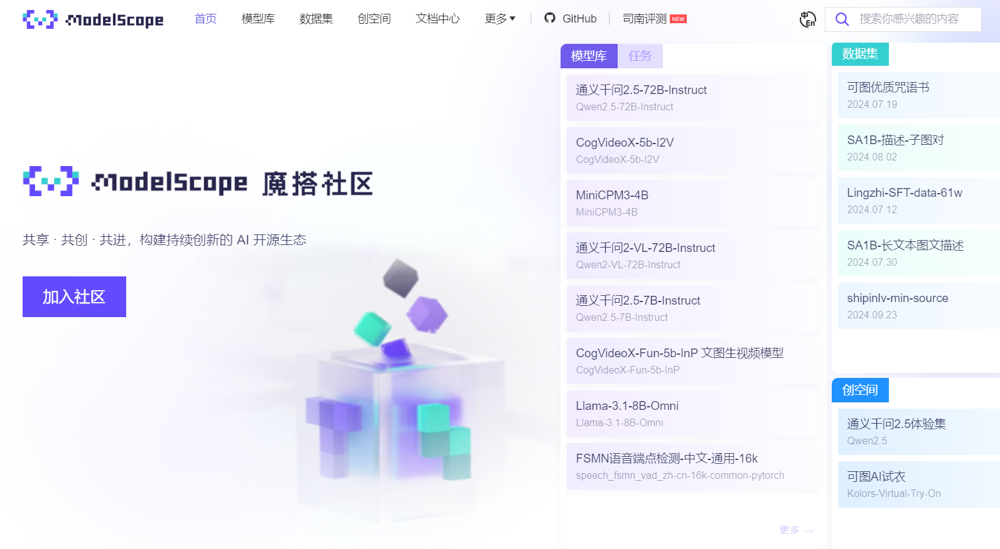 ModelScope
首页
模型库
数据集
创空间
文档中心
更多
GitHub
司南评测 NEW
中 En
搜索你感兴趣的内容
ModelScope 魔搭社区
共享 · 共创 · 共进，构建持续创新的 AI 开源生态
加入社区
模型库
任务
通义千问2.5-72B-Instruct
Qwen2.5-72B-Instruct
CogVideoX-5b-I2V
CogVideoX-5b-I2V
MiniCPM3-4B
MiniCPM3-4B
通义千问2-VL-72B-Instruct
Qwen2-VL-72B-Instruct
通义千问2.5-7B-Instruct
Qwen2.5-7B-Instruct
CogVideoX-Fun-5b-InP 文图生视频模型
CogVideoX-Fun-5b-InP
Llama-3.1-8B-Omni
Llama-3.1-8B-Omni
FSMN语音端点检测-中文-通用-16k
speech_fsmn_vad_zh-cn-16k-common-pytorch
更多 →
数据集
可图优质咒语书
2024.07.19
SA1B-描述-子图对
2024.08.02
Lingzhi-SFT-data-61w
2024.07.12
SA1B-长文本图文描述
2024.07.30
shipinlv-min-source
2024.09.23
创空间
通义千问2.5体验集
Qwen2.5
可图AI试衣
Kolors-Virtual-Try-On